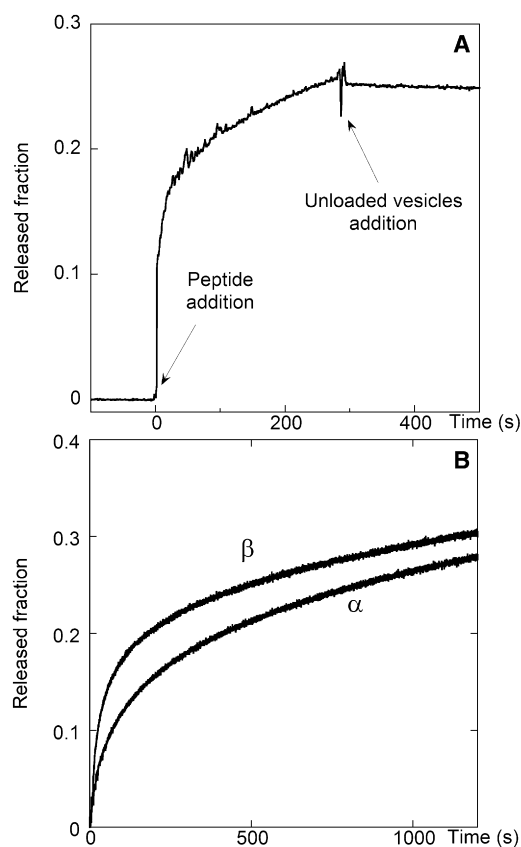 0.3
A
0.2
Released fraction
Unloaded vesicles
addition
0.1
Peptide
addition
0
0 200 400 Time (s)
0.4
B
0.3
β
Released fraction
0.2
α
0.1
0
0 500 1000 Time (s)